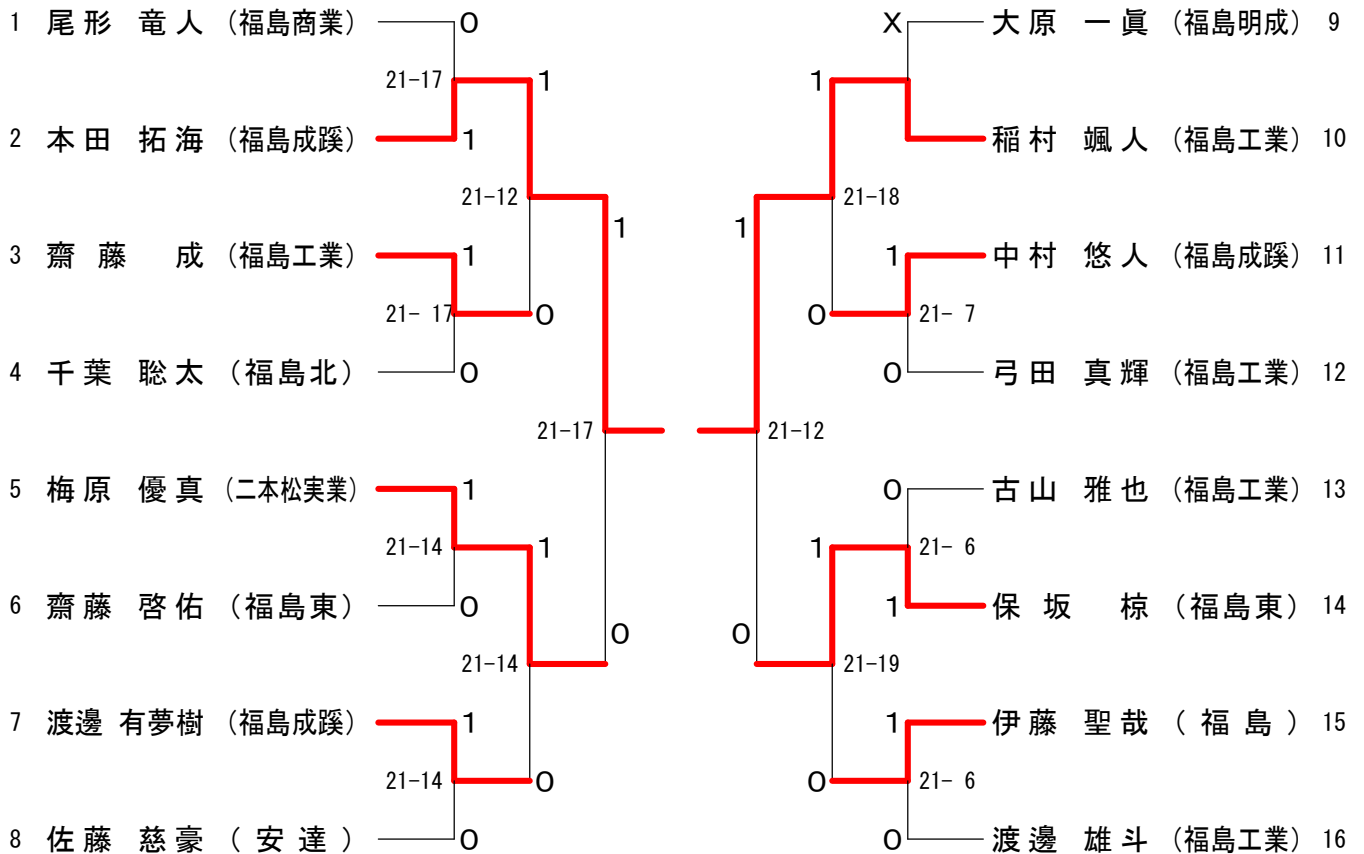 1 尾形 竜人 (福島商業) 0 X 大原 一眞 (福島明成) 9
21-17 1 1
2 本田 拓海 (福島成蹊) 1 稲村 颯人 (福島工業) 10
21-12 21-18
1 1
3 齋藤 成 (福島工業) 1 1 中村 悠人 (福島成蹊) 11
21- 17 0 0 21- 7
4 千葉 聡太 (福島北) 0 0 弓田 真輝 (福島工業) 12
21-17 21-12
5 梅原 優真 (二本松実業) 1 0 古山 雅也 (福島工業) 13
21-14 1 1 21- 6
6 齋藤 啓佑 (福島東) 0 1 保坂 椋 (福島東) 14
0 0
21-14 21-19
7 渡邊 有夢樹 (福島成蹊) 1 1 伊藤 聖哉 (福島) 15
21-14 0 0 21- 6
8 佐藤 慈豪 (安達) 0 0 渡邊 雄斗 (福島工業) 16